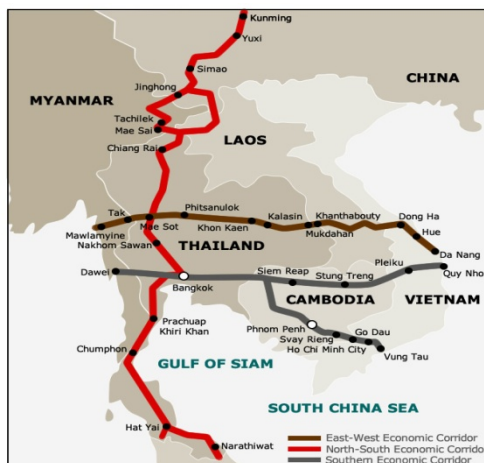 Kunming
Yuxi
Simao
CHINA
Jinghong
MYANMAR
Tachilek
Mae Sai
LAOS
Chiang Rai
Tak
Phitsanulok
Kalasin
Khanthabouty
Dong Ha
Mae Sot
Khon Kaen
Mukdahan
Hue
Mawlamyine
Nakhom Sawan
THAILAND
Pleiku
Da Nang
Dawei
Siem Reap
Stung Treng
Quy Nho
Bangkok
CAMBODIA
VIETNAM
Prachuap
Khiri Khan
Phnom Penh
Svay Rieng
Go Dau
Ho Chi Minh City
Vung Tau
Chumphon
GULF OF SIAM
SOUTH CHINA SEA
Hat Yai
Narathiwat
East-West Economic Corridor
North-South Economic Corrido
Southern Economic Corridor